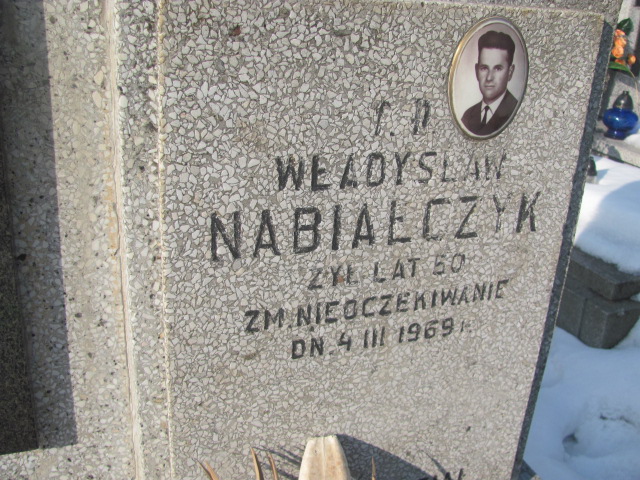 Ś. P.
WŁADYSŁAW
NABIAŁCZYK
ŻYŁ LAT 50
ZM. NIEOCZEKIWANIE
DN. 4 III 1969 r.